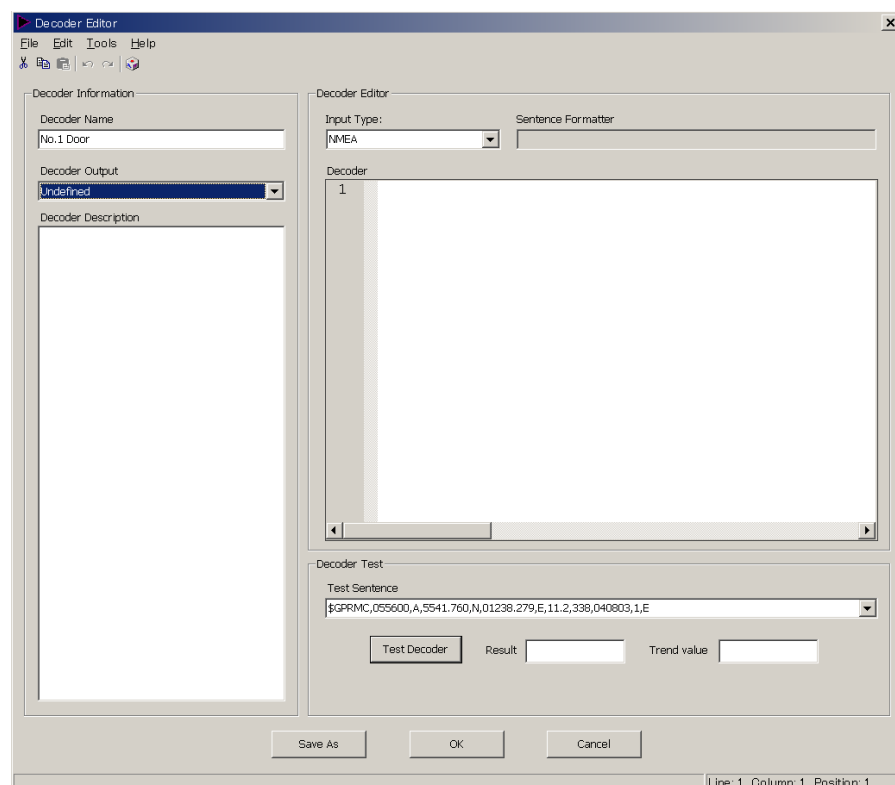 Decoder Editor
File Edit Tools Help
Decoder Information
Decoder Name
No.1 Door
Decoder Output
Undefined
Decoder Description
Decoder Editor
Input Type:
Sentence Formatter
NMEA
Decoder
1
Decoder Test
Test Sentence
$GPRMC,055600,A,5541.760,N,01238.279,E,11.2,338,040803,1,E
Test Decoder
Result
Trend value
Save As
OK
Cancel
Line: 1 Column: 1 Position: 1